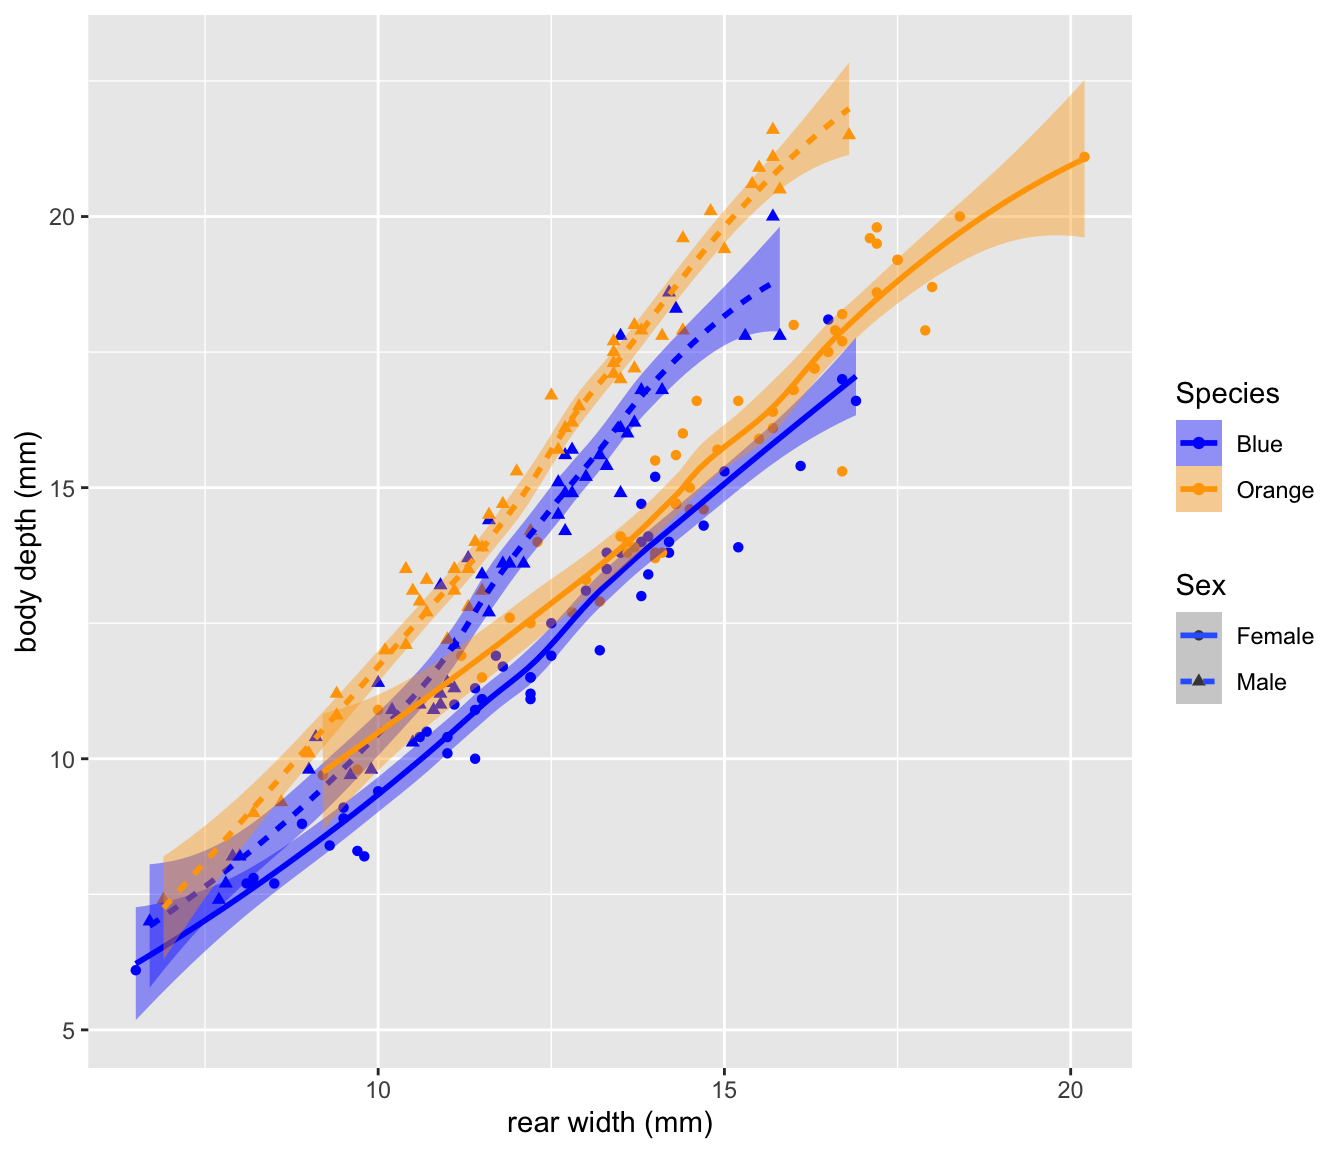 20
15
10
5
10
15
20
rear width (mm)
body depth (mm)
Species
Blue
Orange
Sex
Female
Male